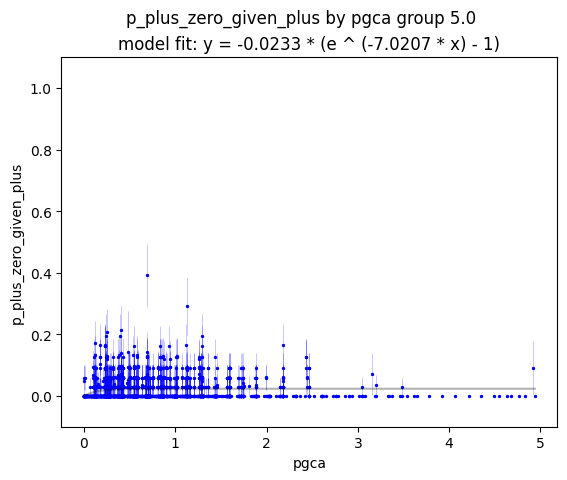 p_plus_zero_given_plus by pgca group 5.0
model fit: y = -0.0233 * (e ^ (-7.0207 * x) - 1)
1.0
0.8
0.6
0.4
0.2
0.0
p_plus_zero_given_plus
0 1 2 3 4 5
pgca